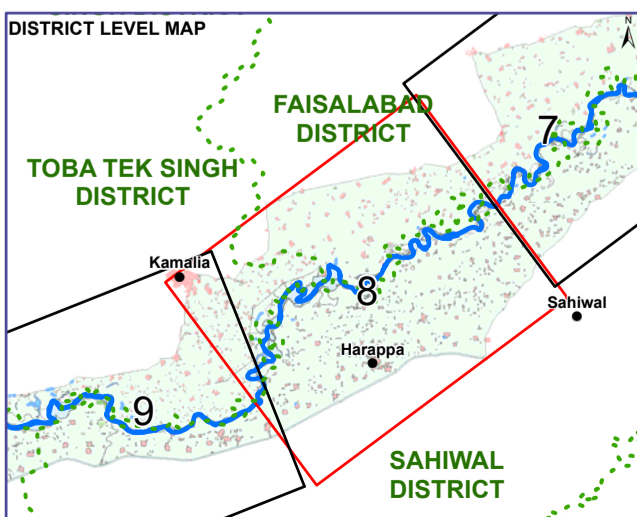 DISTRICT LEVEL MAP
N
FAISALABAD
DISTRICT
7
TOBA TEK SINGH
DISTRICT
Kamalia
8
Sahiwal
Harappa
9
SAHIWAL
DISTRICT